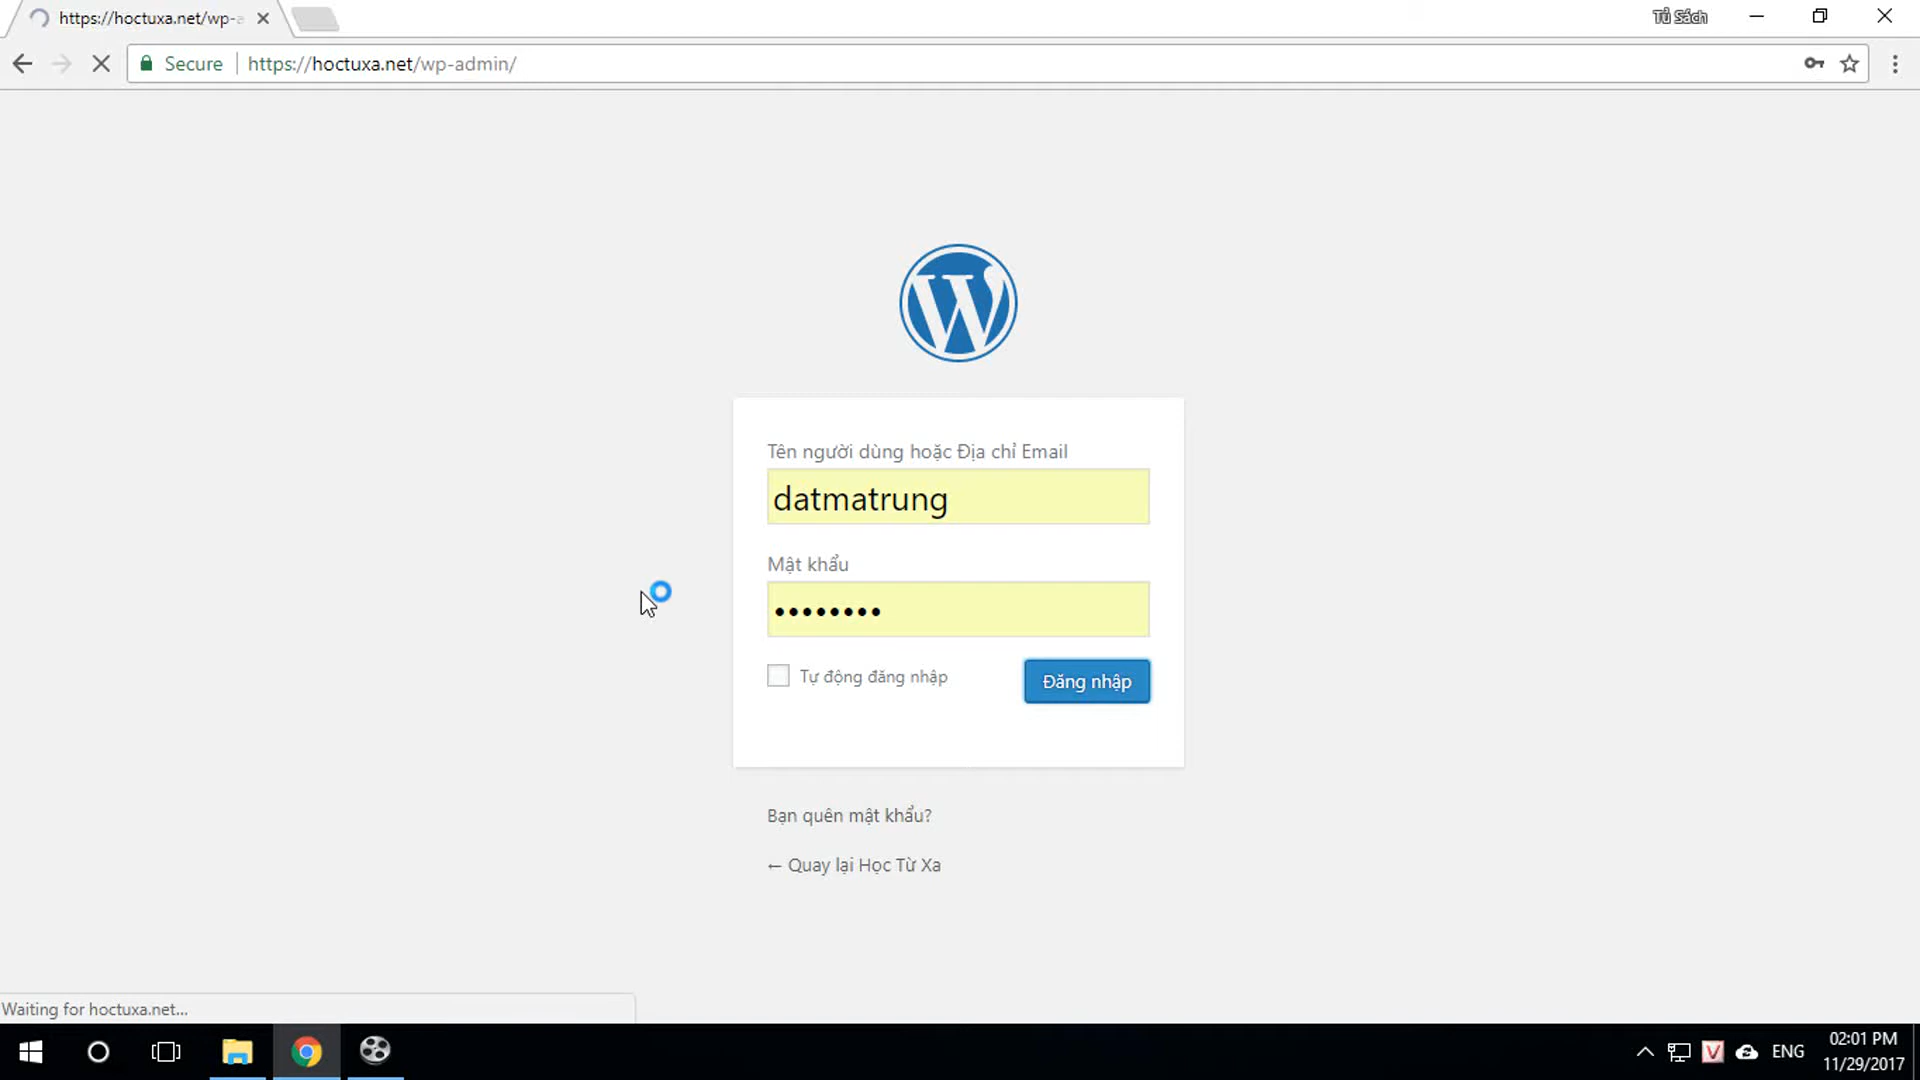 https://hoctuxa.net/wp-a
Tủ Sách
Secure
https://hoctuxa.net/wp-admin/
Tên người dùng hoặc Địa chỉ Email
datmatrung
Mật khẩu
••••••••
Tự động đăng nhập
Đăng nhập
Bạn quên mật khẩu?
← Quay lại Học Từ Xa
Waiting for hoctuxa.net...
ENG
02:01 PM
11/29/2017